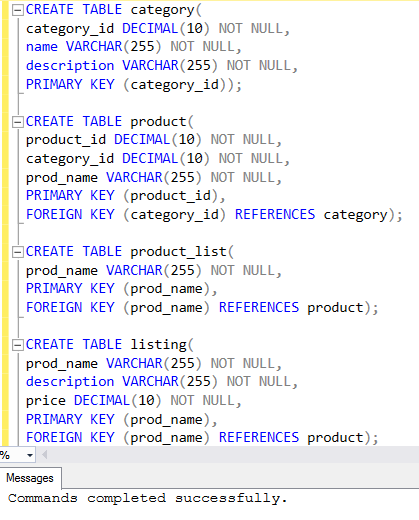 CREATE TABLE category(
category_id DECIMAL(10) NOT NULL,
name VARCHAR(255) NOT NULL,
description VARCHAR(255) NOT NULL,
PRIMARY KEY (category_id));
CREATE TABLE product(
product_id DECIMAL(10) NOT NULL,
category_id DECIMAL(10) NOT NULL,
prod_name VARCHAR(255) NOT NULL,
PRIMARY KEY (product_id),
FOREIGN KEY (category_id) REFERENCES category);
CREATE TABLE product_list(
prod_name VARCHAR(255) NOT NULL,
PRIMARY KEY (prod_name),
FOREIGN KEY (prod_name) REFERENCES product);
CREATE TABLE listing(
prod_name VARCHAR(255) NOT NULL,
description VARCHAR(255) NOT NULL,
price DECIMAL(10) NOT NULL,
PRIMARY KEY (prod_name),
FOREIGN KEY (prod_name) REFERENCES product);
%
Messages
Commands completed successfully.